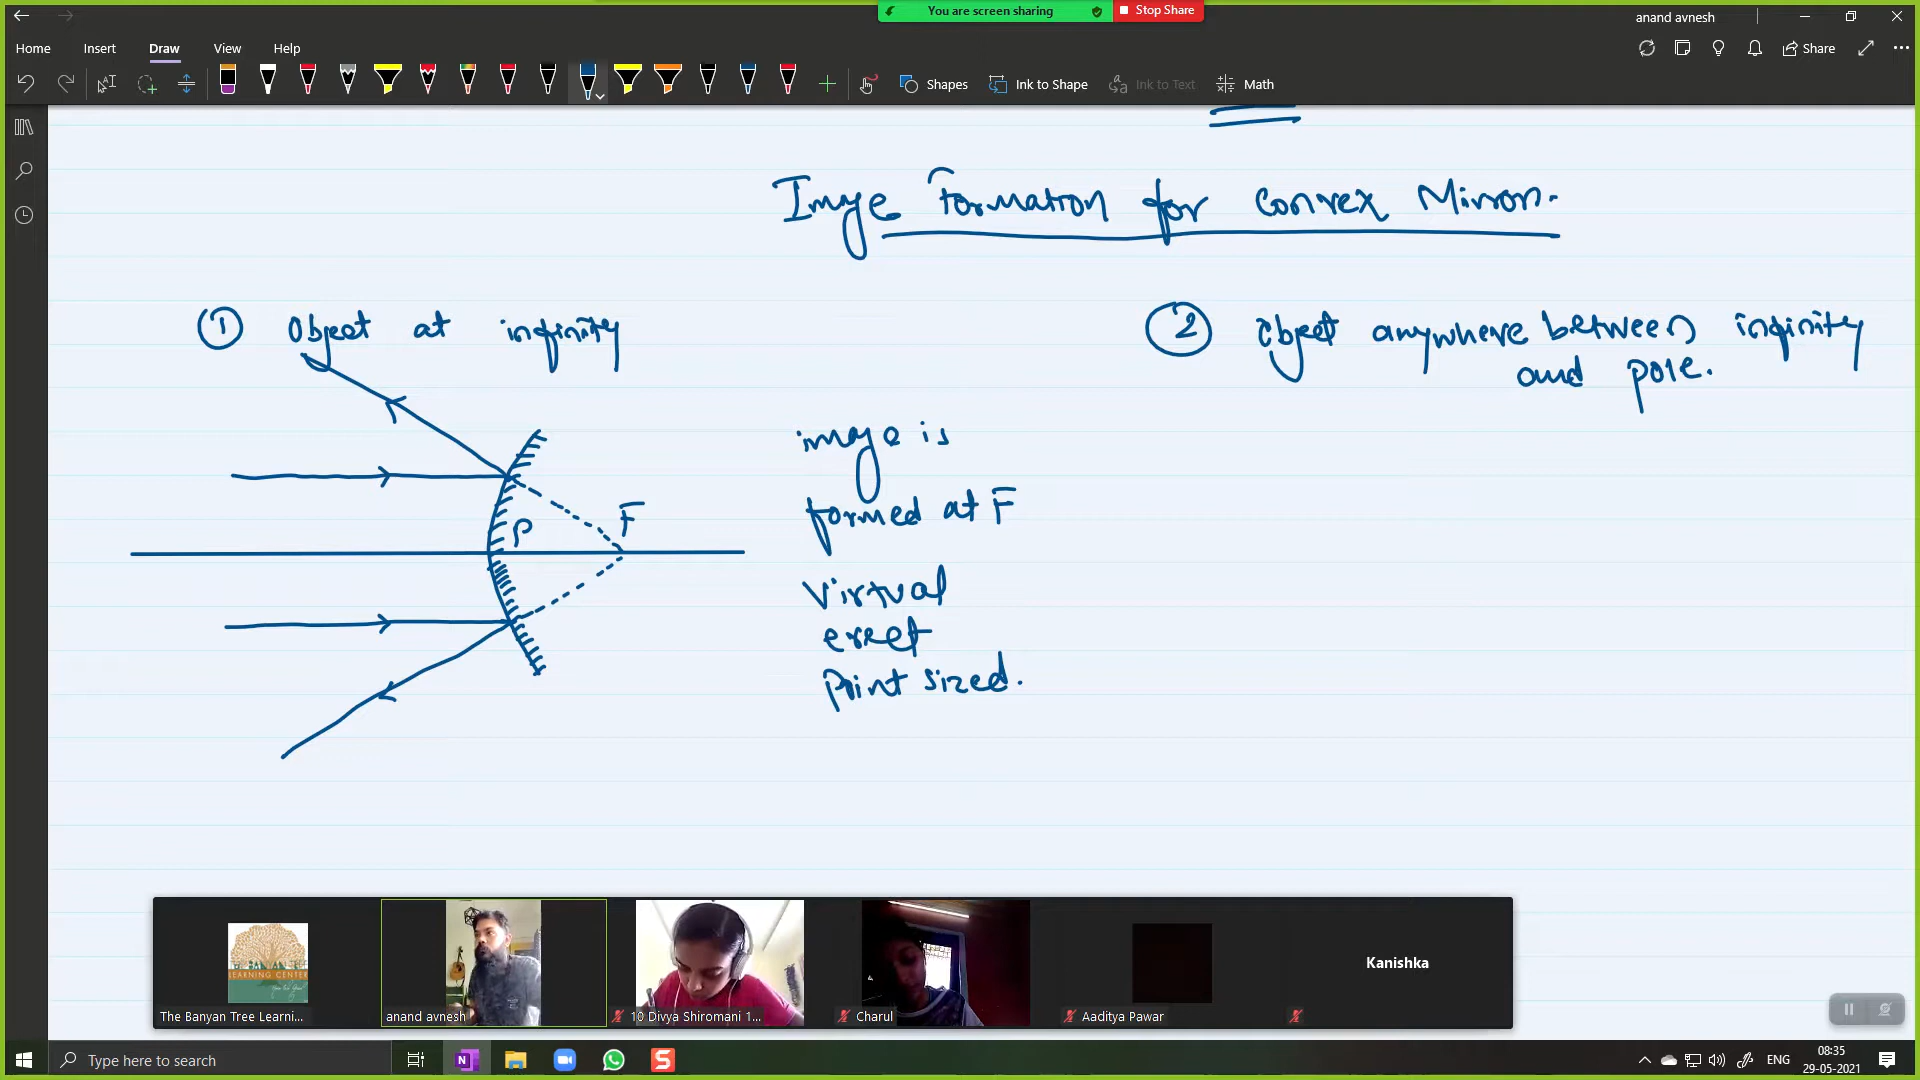 You are screen sharing
Stop Share
anand avnesh
Home Insert Draw View Help
Share
Shapes
Ink to Shape
Ink to Text
Math
Image Formation for Convex Mirror.
① Object at infinity
② Object anywhere between infinity
and pole.
image is
formed at F
P
F
Virtual
erect
Point sized.
LEARNING CENTER
The Banyan Tree Learni...
anand avnesh
10 Divya Shiromani 1...
Charul
Aaditya Pawar
Kanishka
Type here to search
ENG
08:35
29-05-2021